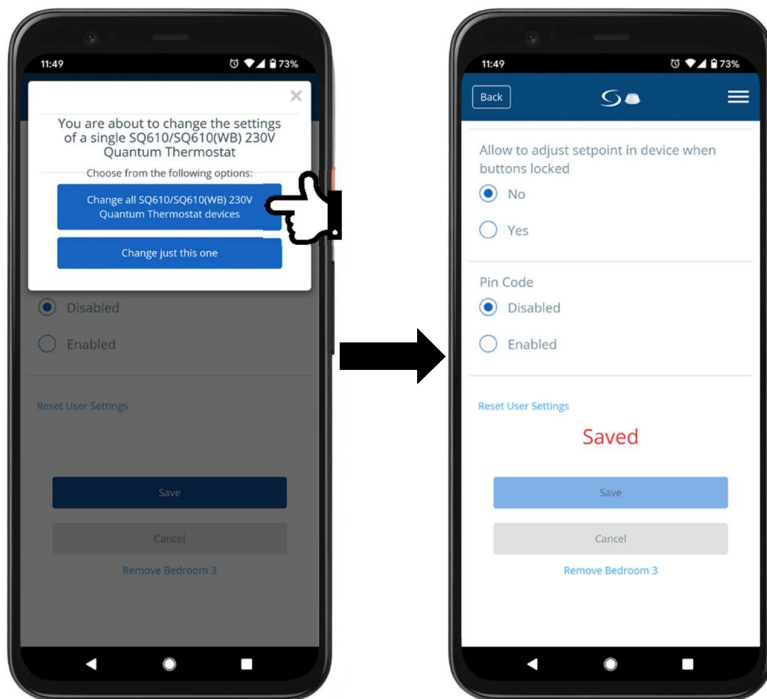 11:49
73%
×
You are about to change the settings
of a single SQ610/SQ610(WB) 230V
Quantum Thermostat
Choose from the following options:
Change all SQ610/SQ610(WB) 230V
Quantum Thermostat devices
Change just this one
Disabled
Enabled
Reset User Settings
Save
Cancel
Remove Bedroom 3
11:49
73%
Back
S
Allow to adjust setpoint in device when
buttons locked
No
Yes
Pin Code
Disabled
Enabled
Reset User Settings
Saved
Save
Cancel
Remove Bedroom 3